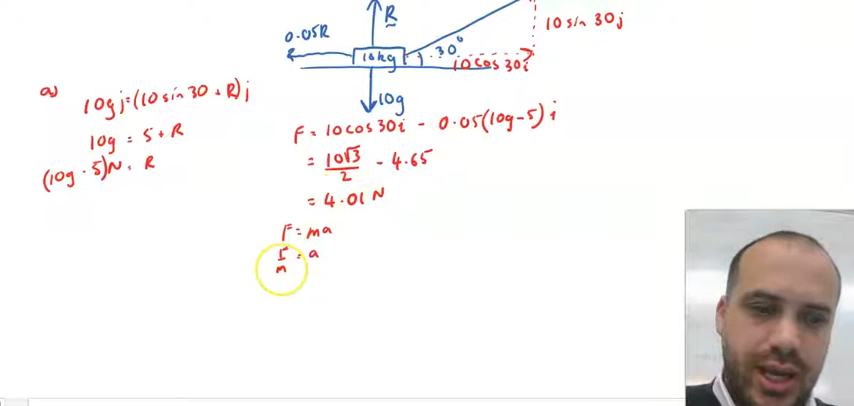 R
0.05R
10kg
30°
10 sin 30 j
10 cos 30 i
10g
a)
10g j = (10 sin 30 + R) j
10g = 5 + R
(10g - 5)N = R
F = 10 cos 30 i - 0.05(10g - 5) i
= 10√3/2 - 4.65
= 4.01 N
F = ma
F/m = a